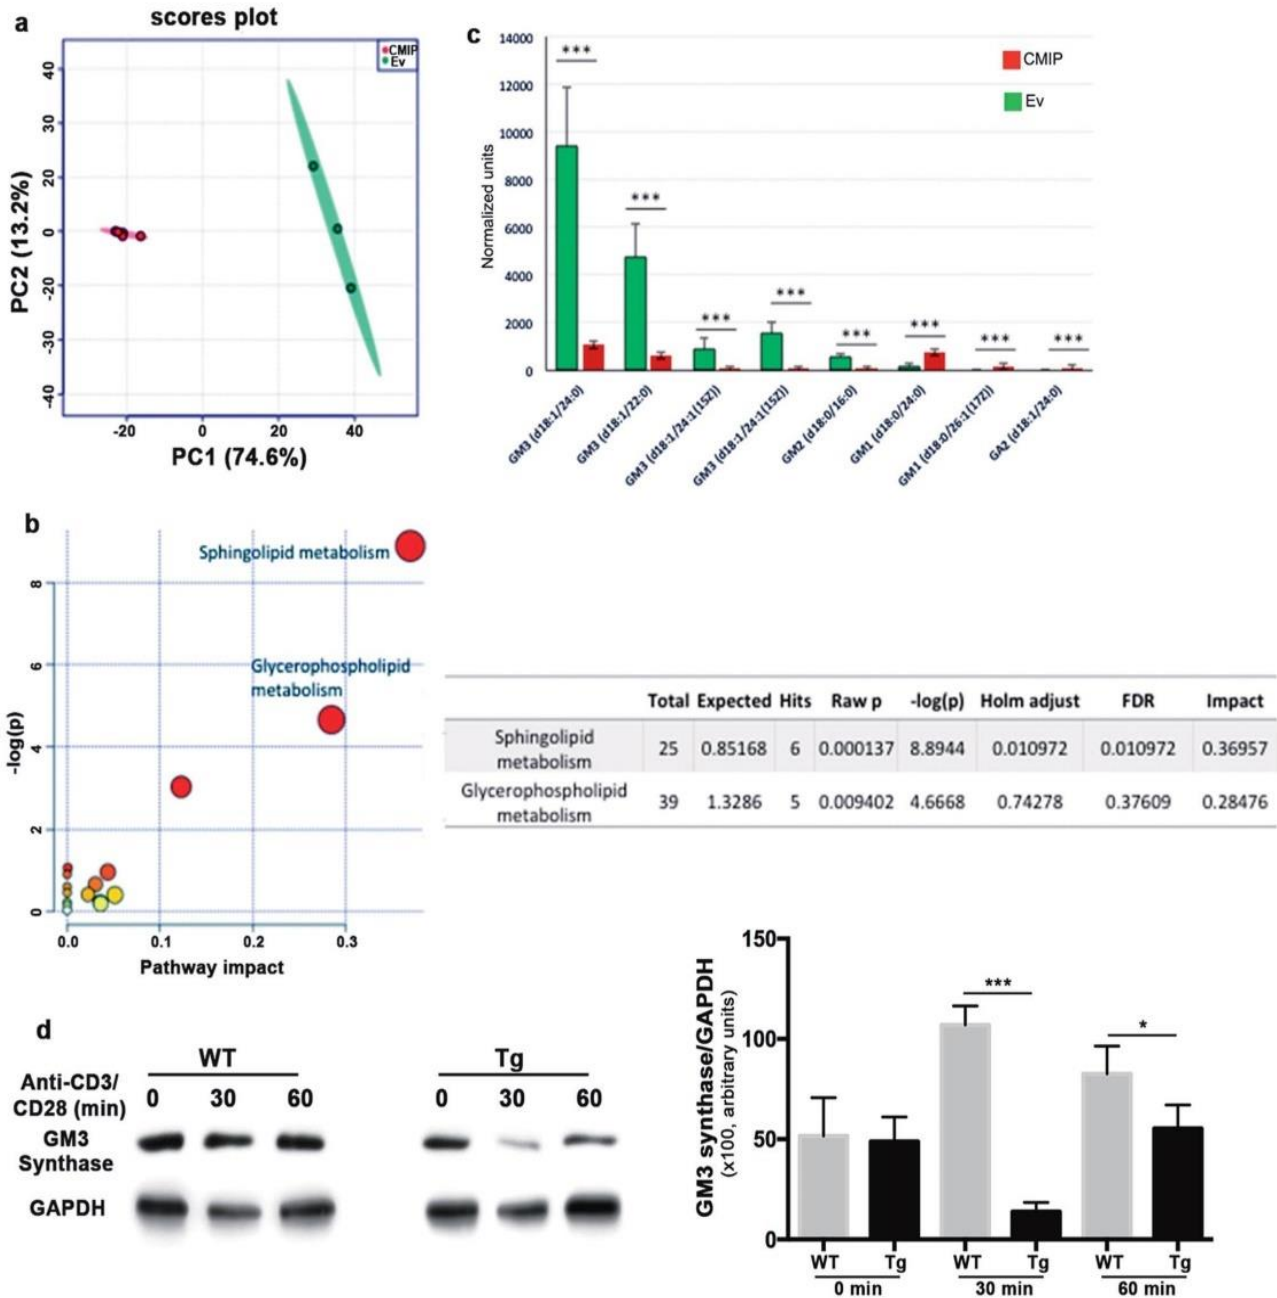 a
scores plot
CMIP
Ev
40
30
20
0
-20
-30
-40
-20 0 20 40
PC2 (13.2%)
PC1 (74.6%)
c
14000
12000
10000
8000
6000
4000
2000
0
Normalized units
CMIP
Ev
***
***
***
***
***
***
***
***
GM3 (d18:1/24:0)
GM3 (d18:1/22:0)
GM3 (d18:1/24:1(15Z))
GM3 (d18:1/24:1(15Z))
GM2 (d18:0/16:0)
GM1 (d18:0/24:0)
GM1 (d18:0/26:1(17Z))
GA2 (d18:1/24:0)
b
Sphingolipid metabolism
Glycerophospholipid
metabolism
8
6
4
2
0
-log(p)
0.0 0.1 0.2 0.3
Pathway impact
Total Expected Hits Raw p -log(p) Holm adjust FDR Impact
Sphingolipid
metabolism
25 0.85168 6 0.000137 8.8944 0.010972 0.010972 0.36957
Glycerophospholipid
metabolism
39 1.3286 5 0.009402 4.6668 0.74278 0.37609 0.28476
d
WT Tg
Anti-CD3/
CD28 (min)
0 30 60 0 30 60
GM3
Synthase
GAPDH
GM3 synthase/GAPDH
(x100, arbitrary units)
150
100
50
0
***
*
WT Tg WT Tg WT Tg
0 min 30 min 60 min